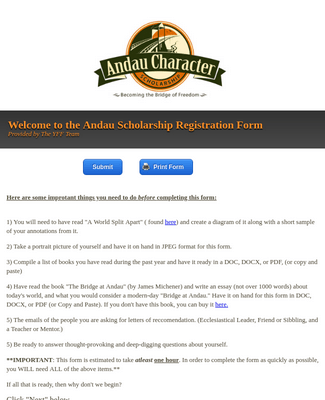 Andau Character
SCHOLARSHIP
Becoming the Bridge of Freedom
Welcome to the Andau Scholarship Registration Form
Provided by The YFF Team
Submit
Print Form
Here are some improtant things you need to do before completing this form:
1) You will need to have read "A World Split Apart" ( found here) and create a diagram of it along with a short sample
of your annotations from it.
2) Take a portrait picture of yourself and have it on hand in JPEG format for this form.
3) Compile a list of books you have read during the past year and have it ready in a DOC, DOCX, or PDF, (or copy and
paste)
4) Have read the book "The Bridge at Andau" (by James Michener) and write an essay (not over 1000 words) about
today's world, and what you would consider a modern-day "Bridge at Andau." Have it on hand for this form in DOC,
DOCX, or PDF (or Copy and Paste). If you don't have this book, you can buy it here.
5) The emails of the people you are asking for letters of reccomendation. (Ecclesiastical Leader, Friend or Sibbling, and
a Teacher or Mentor.)
5) Be ready to answer thought-provoking and deep-digging questions about yourself.
**IMPORTANT: This form is estimated to take atleast one hour. In order to complete the form as quickly as possible,
you WILL need ALL of the above items.**
If all that is ready, then why don't we begin?
Click "Next" below